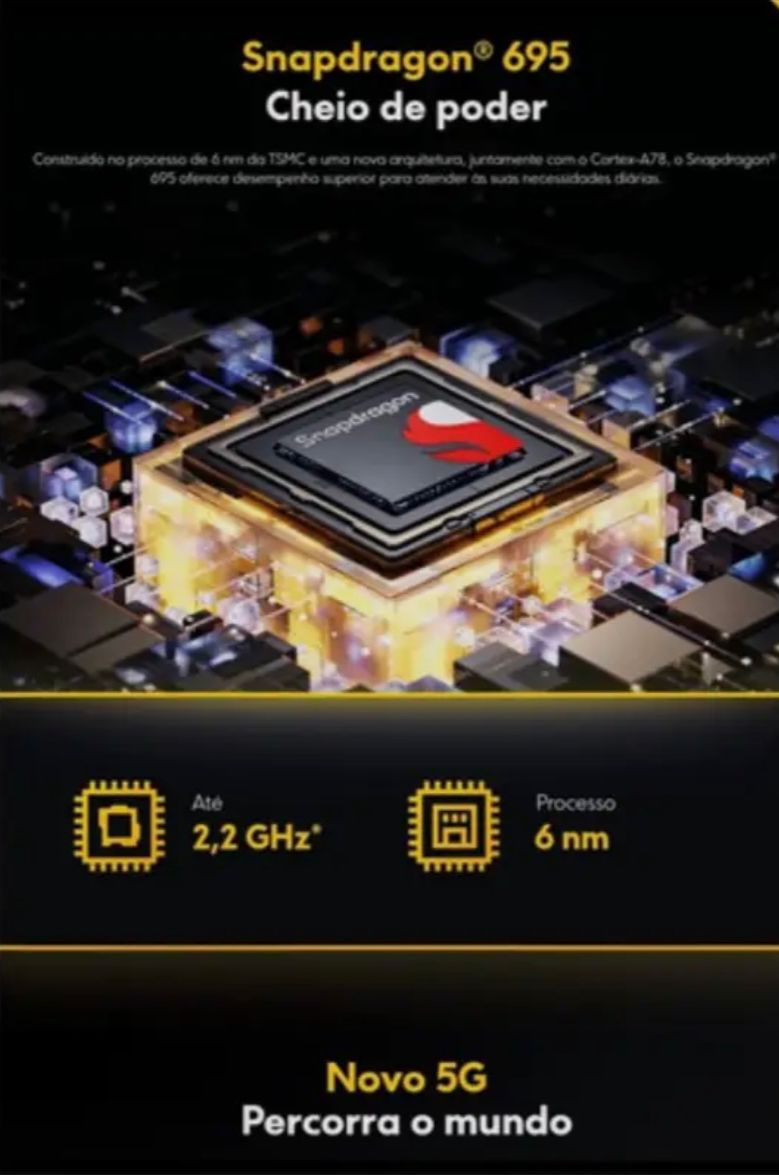 Snapdragon® 695
Cheio de poder
Construído no processo de 6 nm da TSMC e uma nova arquitetura, juntamente com o Cortex-A78, o Snapdragon®
695 oferece desempenho superior para atender às suas necessidades diárias.
Snapdragon
Até
2,2 GHz*
Processo
6 nm
Novo 5G
Percorra o mundo